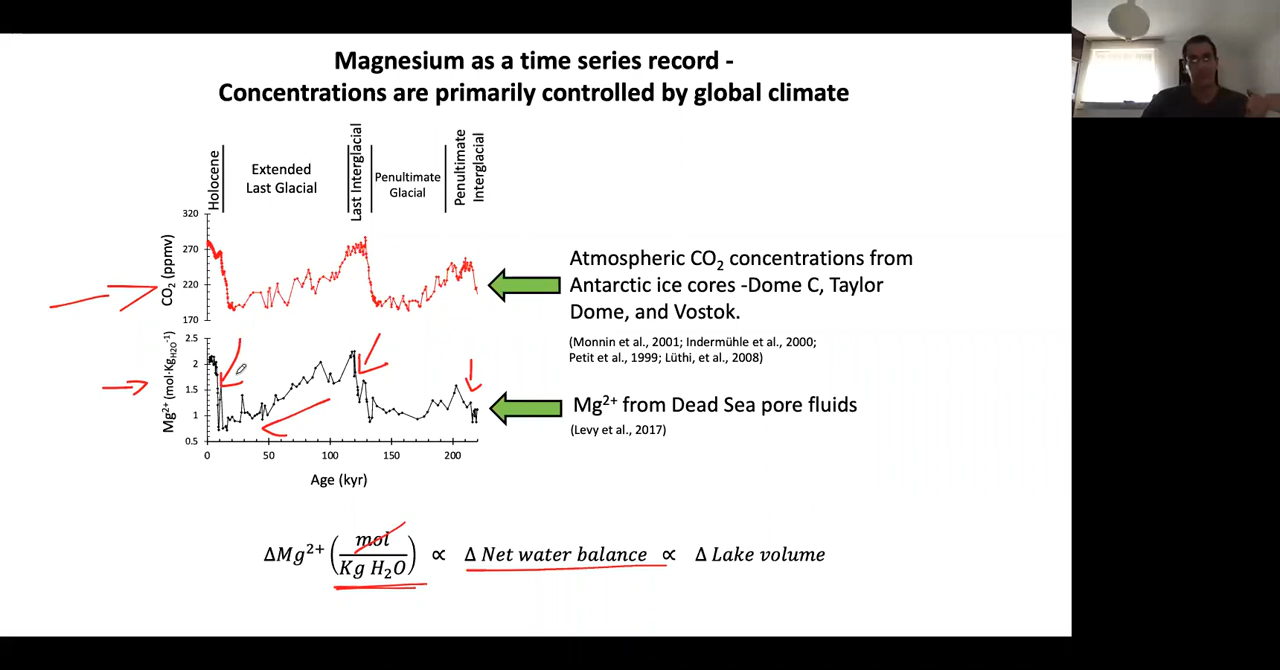 Magnesium as a time series record -
Concentrations are primarily controlled by global climate
Holocene
Extended
Last Glacial
Last Interglacial
Penultimate
Glacial
Penultimate
Interglacial
320
270
220
170
CO₂ (ppmv)
2.5
2
1.5
1
0.5
Mg²⁺ (mol·Kg_H2O⁻¹)
0 50 100 150 200
Age (kyr)
Atmospheric CO₂ concentrations from
Antarctic ice cores -Dome C, Taylor
Dome, and Vostok.
(Monnin et al., 2001; Indermühle et al., 2000;
Petit et al., 1999; Lüthi, et al., 2008)
Mg²⁺ from Dead Sea pore fluids
(Levy et al., 2017)
ΔMg²⁺ (mol/Kg H₂O) ∝ Δ Net water balance ∝ Δ Lake volume